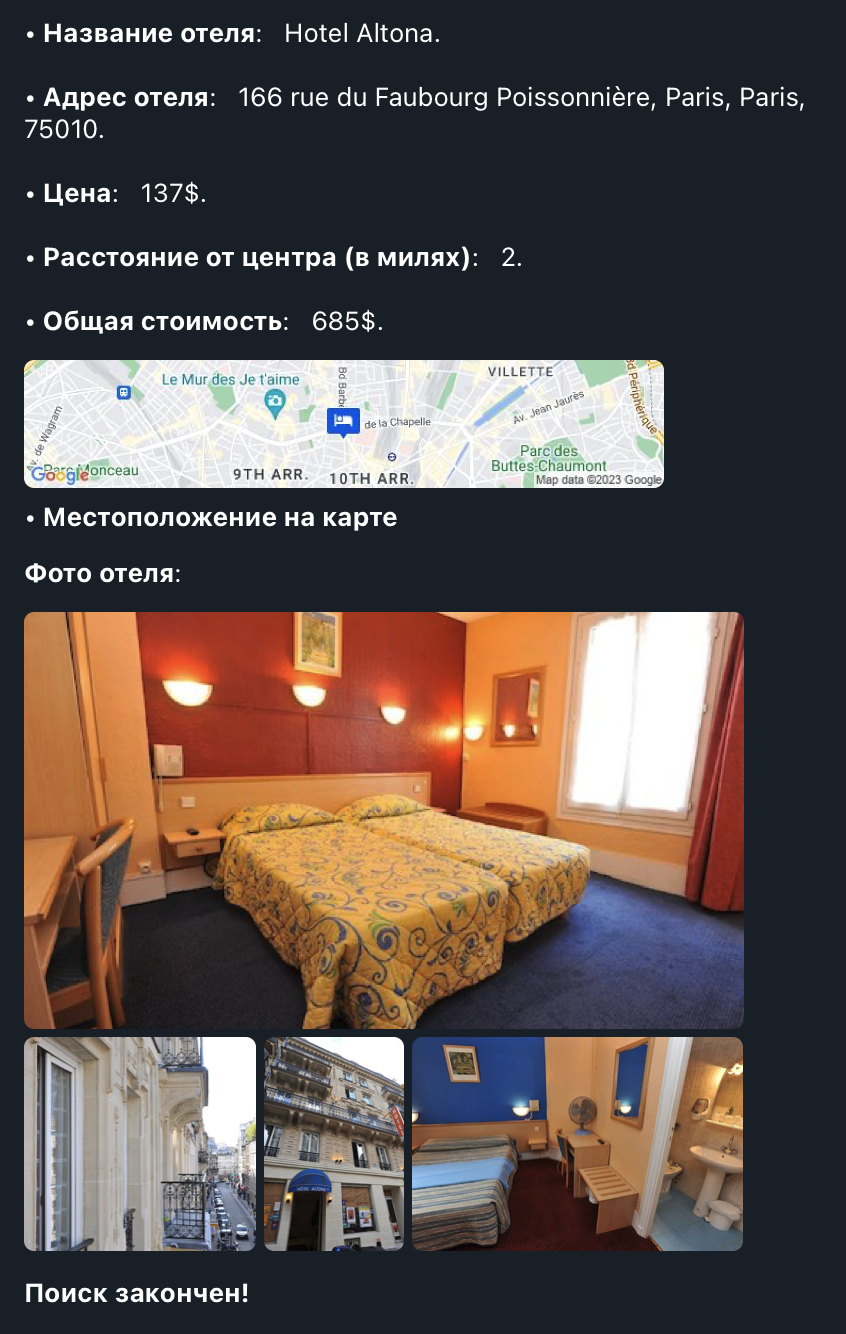 • Название отеля: Hotel Altona.
• Адрес отеля: 166 rue du Faubourg Poissonnière, Paris, Paris,
75010.
• Цена: 137$.
• Расстояние от центра (в милях): 2.
• Общая стоимость: 685$.
Le Mur des Je t'aime
VILLETTE
Bd Barbè
Bd Périphérique
Av. de Wagram
de la Chapelle
Av. Jean Jaurès
Parc Monceau
Google
9TH ARR.
10TH ARR.
Parc des
Buttes-Chaumont
Map data ©2023 Google
• Местоположение на карте
Фото отеля:
HOTEL ALTONA
Поиск закончен!